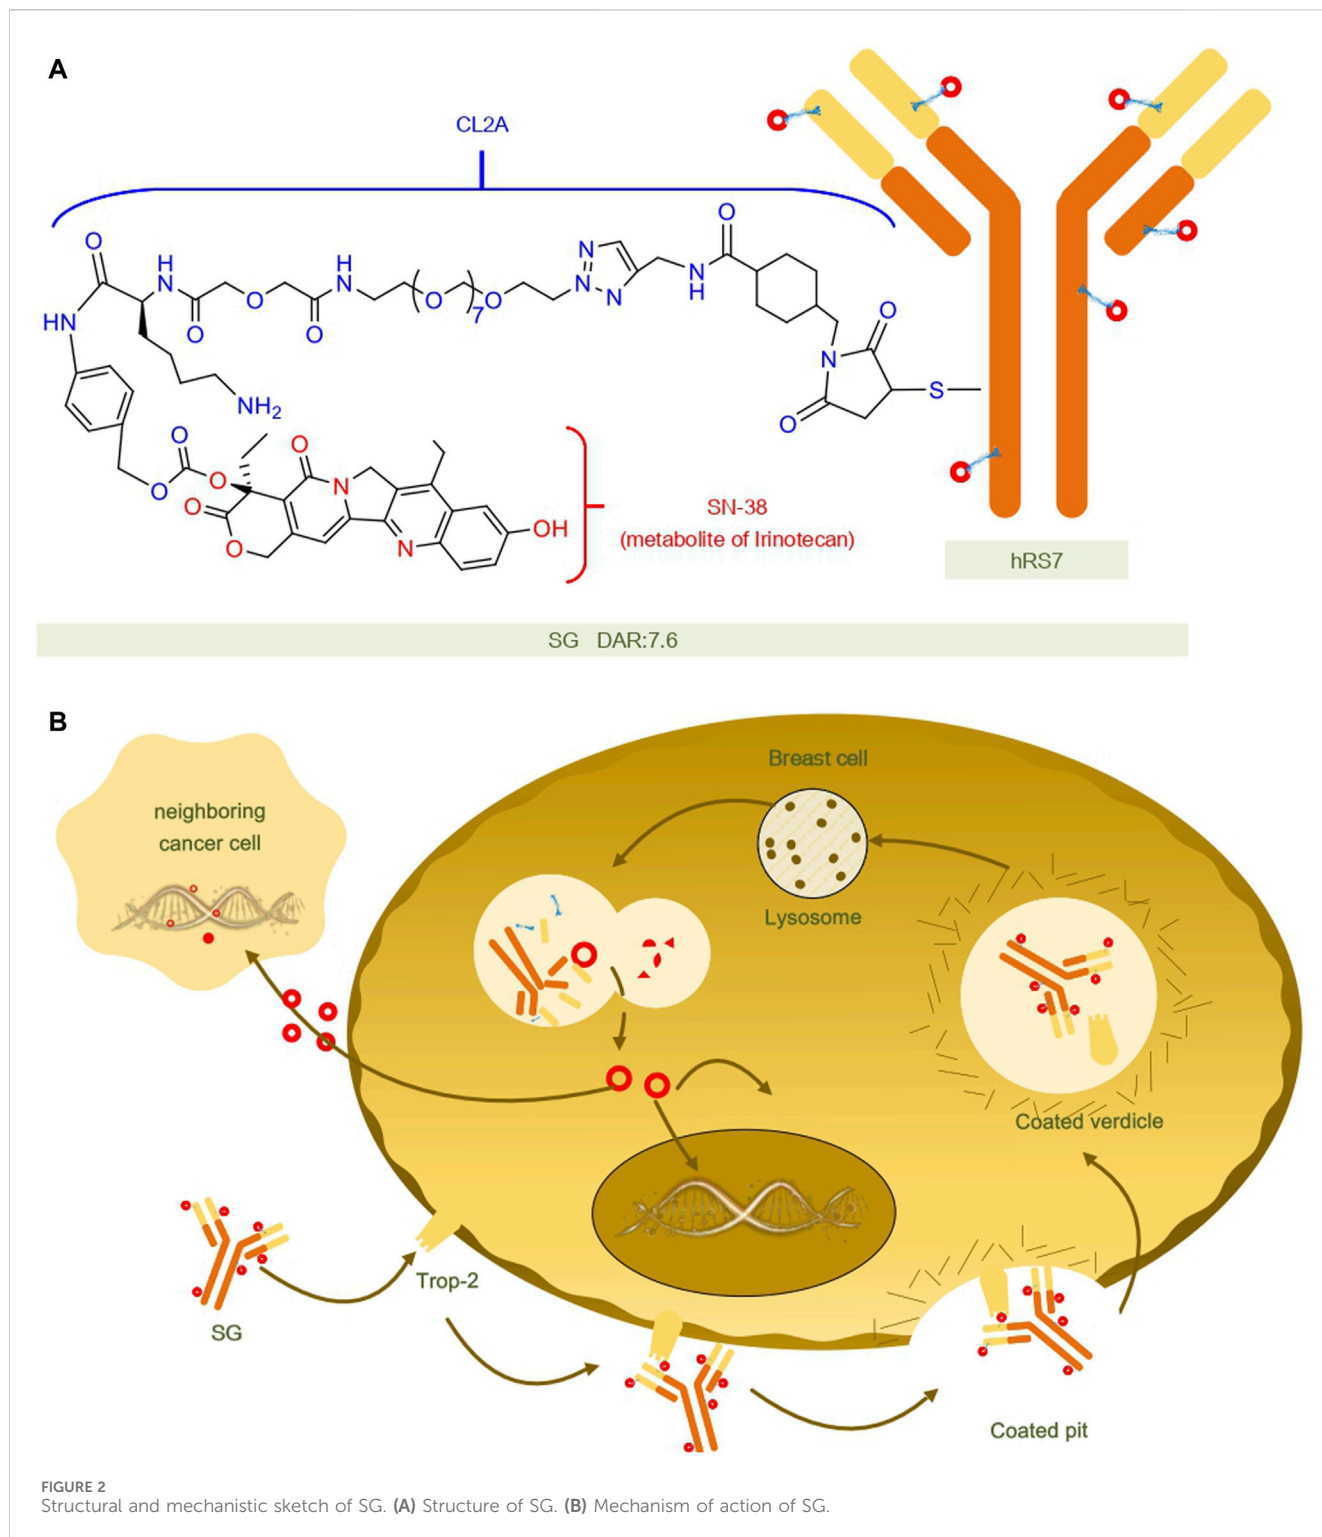 A
CL2A
O
H
N
H
N
O
N
N
N
N
H
O
HN
O
O
O
O
O
7
O
N
O
S
NH2
O
O
O
O
O
O
N
N
OH
SN-38
(metabolite of Irinotecan)
hRS7
SG DAR:7.6
B
Breast cell
neighboring
cancer cell
Lysosome
Coated verdicle
Trop-2
SG
Coated pit
FIGURE 2
Structural and mechanistic sketch of SG. (A) Structure of SG. (B) Mechanism of action of SG.